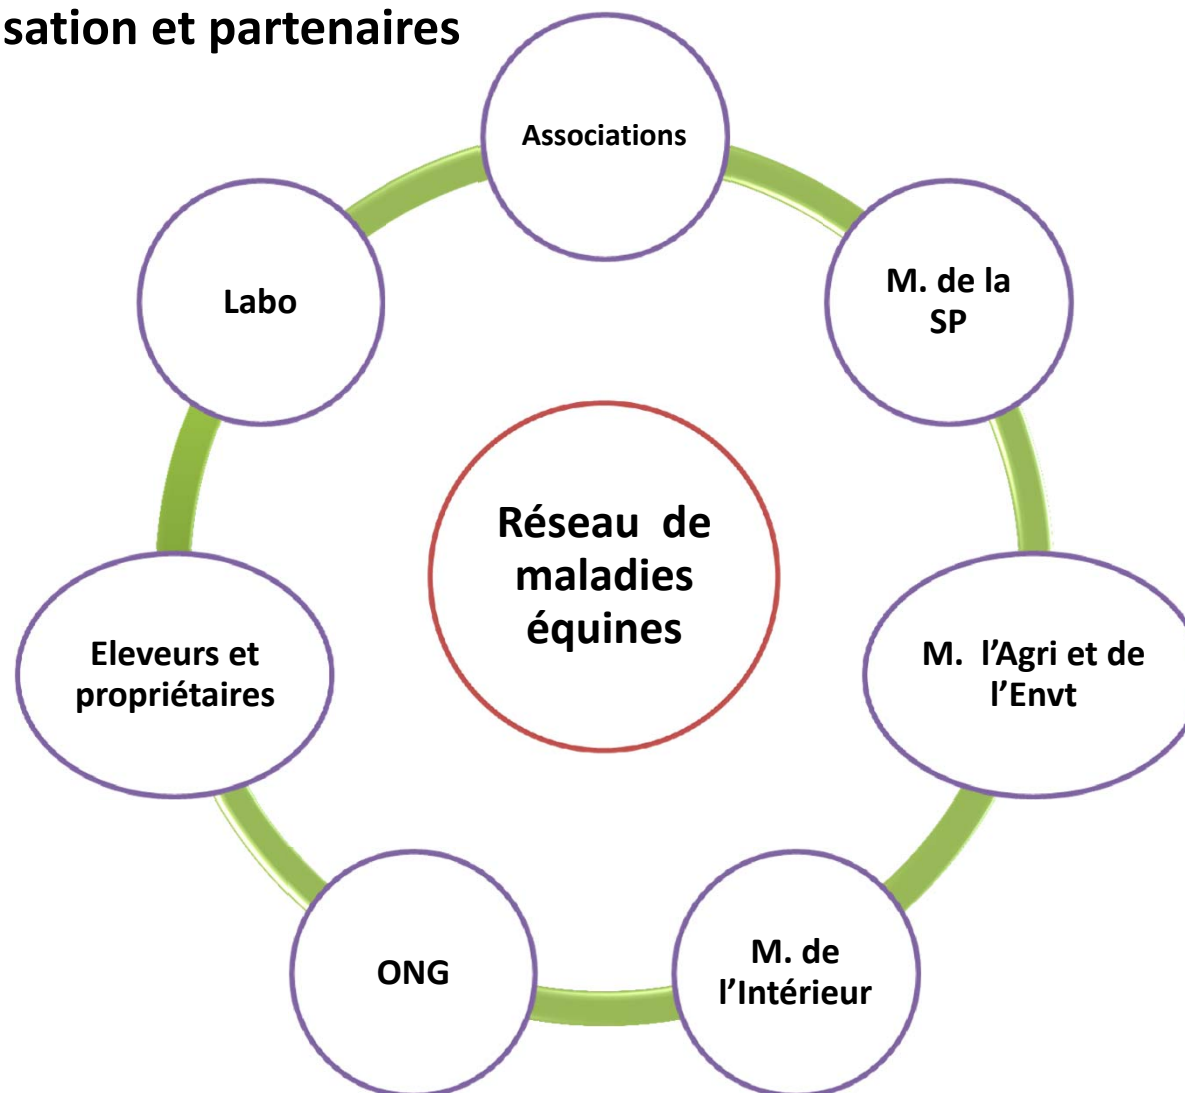 sation et partenaires
Associations
M. de la
SP
M. l’Agri et de
l’Envt
M. de
l’Intérieur
ONG
Eleveurs et
propriétaires
Labo
Réseau de
maladies
équines